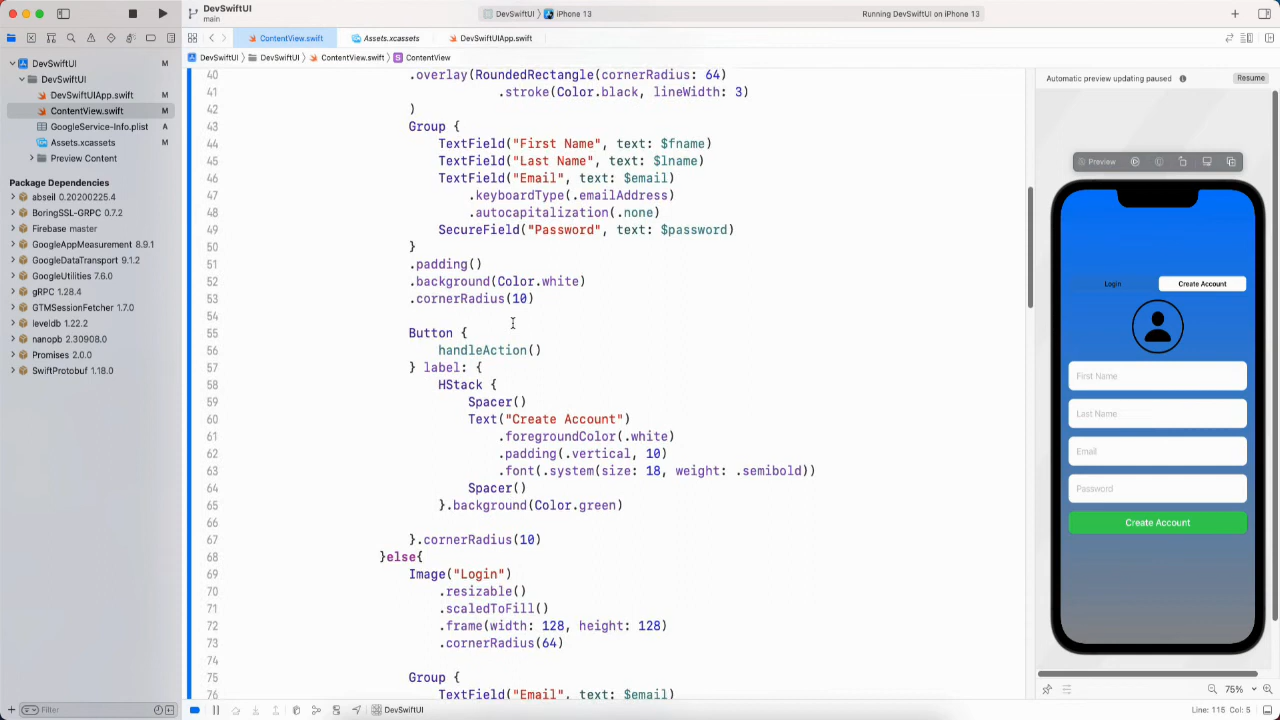 DevSwiftUI
main
DevSwiftUI
iPhone 13
Running DevSwiftUI on iPhone 13
ContentView.swift
Assets.xcassets
DevSwiftUIApp.swift
DevSwiftUI
DevSwiftUI
ContentView.swift
ContentView
DevSwiftUI M
DevSwiftUI
DevSwiftUIApp.swift M
ContentView.swift M
GoogleService-Info.plist A
Assets.xcassets M
Preview Content
Package Dependencies
abseil 0.20200225.4
BoringSSL-GRPC 0.7.2
Firebase master
GoogleAppMeasurement 8.9.1
GoogleDataTransport 9.1.2
GoogleUtilities 7.6.0
gRPC 1.28.4
GTMSessionFetcher 1.7.0
leveldb 1.22.2
nanopb 2.30908.0
Promises 2.0.0
SwiftProtobuf 1.18.0
Filter
40 .overlay(RoundedRectangle(cornerRadius: 64)
41 .stroke(Color.black, lineWidth: 3)
42 )
43 Group {
44 TextField("First Name", text: $fname)
45 TextField("Last Name", text: $lname)
46 TextField("Email", text: $email)
47 .keyboardType(.emailAddress)
48 .autocapitalization(.none)
49 SecureField("Password", text: $password)
50 }
51 .padding()
52 .background(Color.white)
53 .cornerRadius(10)
54
55 Button {
56 handleAction()
57 } label: {
58 HStack {
59 Spacer()
60 Text("Create Account")
61 .foregroundColor(.white)
62 .padding(.vertical, 10)
63 .font(.system(size: 18, weight: .semibold))
64 Spacer()
65 }.background(Color.green)
66
67 }.cornerRadius(10)
68 }else{
69 Image("Login")
70 .resizable()
71 .scaledToFill()
72 .frame(width: 128, height: 128)
73 .cornerRadius(64)
74
75 Group {
76 TextField("Email", text: $email)
Automatic preview updating paused
Resume
Preview
Login
Create Account
First Name
Last Name
Email
Password
Create Account
75%
DevSwiftUI
Line: 115 Col: 5